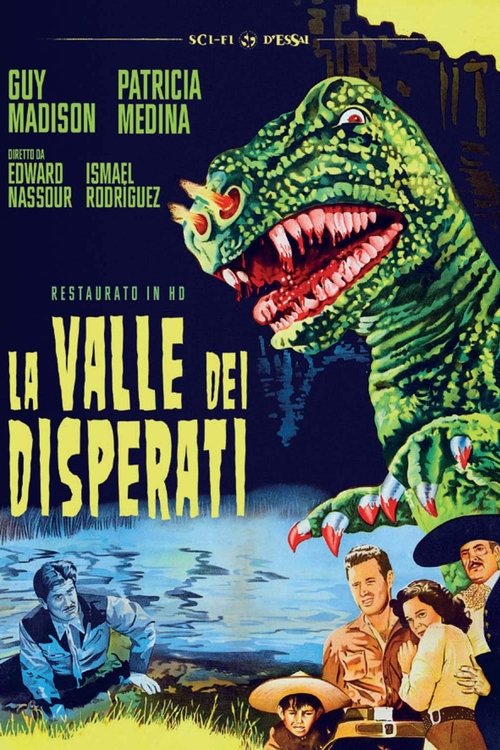 SCI-FI D'ESSAI
GUY MADISON
PATRICIA MEDINA
DIRETTO DA
EDWARD NASSOUR
ISMAEL RODRÍGUEZ
RESTAURATO IN HD
LA VALLE DEI
DISPERATI